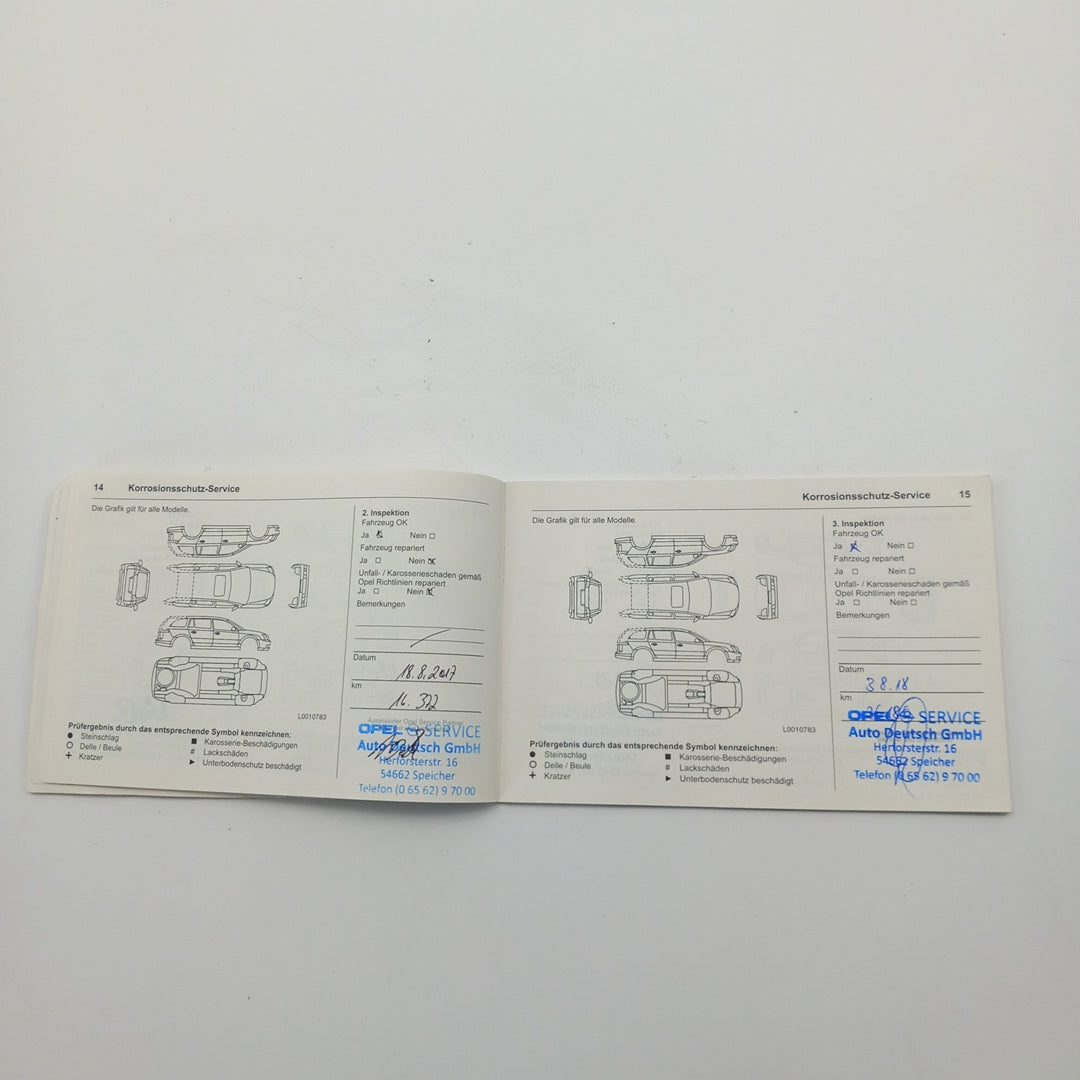 14 Korrosionsschutz-Service
Die Grafik gilt für alle Modelle.
L0010783
Prüfergebnis durch das entsprechende Symbol kennzeichnen:
● Steinschlag
○ Delle / Beule
+ Kratzer
■ Karosserie-Beschädigungen
# Lackschäden
► Unterbodenschutz beschädigt
2. Inspektion
Fahrzeug OK
Ja ☒ Nein ☐
Fahrzeug repariert
Ja ☐ Nein ☒
Unfall- / Karosserieschaden gemäß
Opel Richtlinien repariert
Ja ☐ Nein ☒
Bemerkungen
Datum
18.8.2017
km
16.322
Autorisierter Opel Service Partner
OPEL SERVICE
Auto Deutsch GmbH
Herforsterstr. 16
54662 Speicher
Telefon (0 65 62) 9 70 00
Korrosionsschutz-Service 15
Die Grafik gilt für alle Modelle.
L0010783
Prüfergebnis durch das entsprechende Symbol kennzeichnen:
● Steinschlag
○ Delle / Beule
+ Kratzer
■ Karosserie-Beschädigungen
# Lackschäden
► Unterbodenschutz beschädigt
3. Inspektion
Fahrzeug OK
Ja ☒ Nein ☐
Fahrzeug repariert
Ja ☐ Nein ☐
Unfall- / Karosserieschaden gemäß
Opel Richtlinien repariert
Ja ☐ Nein ☐
Bemerkungen
Datum
3 8.18
km
OPEL SERVICE
Auto Deutsch GmbH
Herforsterstr. 16
54662 Speicher
Telefon (0 65 62) 9 70 00